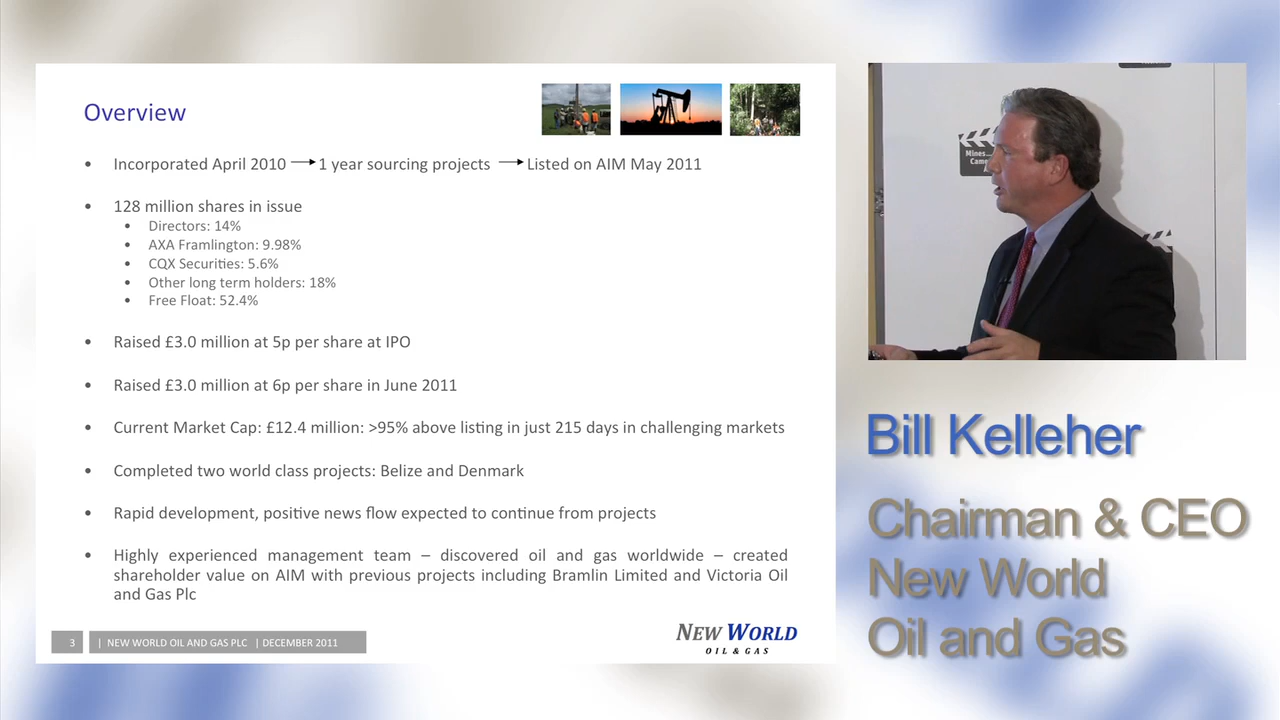 Overview
• Incorporated April 2010 → 1 year sourcing projects → Listed on AIM May 2011
• 128 million shares in issue
• Directors: 14%
• AXA Framlington: 9.98%
• CQX Securities: 5.6%
• Other long term holders: 18%
• Free Float: 52.4%
• Raised £3.0 million at 5p per share at IPO
• Raised £3.0 million at 6p per share in June 2011
• Current Market Cap: £12.4 million: >95% above listing in just 215 days in challenging markets
• Completed two world class projects: Belize and Denmark
• Rapid development, positive news flow expected to continue from projects
• Highly experienced management team – discovered oil and gas worldwide – created
shareholder value on AIM with previous projects including Bramlin Limited and Victoria Oil
and Gas Plc
3 | NEW WORLD OIL AND GAS PLC | DECEMBER 2011
NEW WORLD
OIL & GAS
Mines...
Bill Kelleher
Chairman & CEO
New World
Oil and Gas